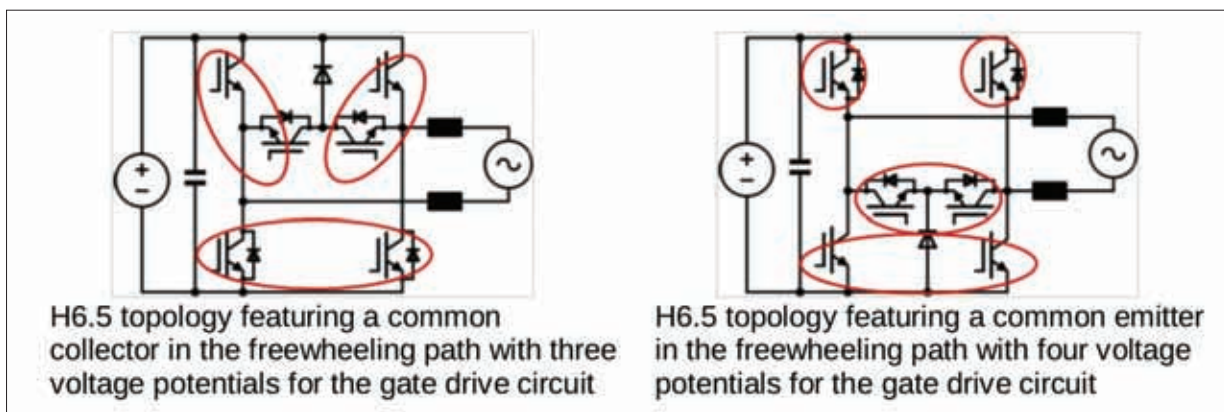 H6.5 topology featuring a common
collector in the freewheeling path with three
voltage potentials for the gate drive circuit
H6.5 topology featuring a common emitter
in the freewheeling path with four voltage
potentials for the gate drive circuit